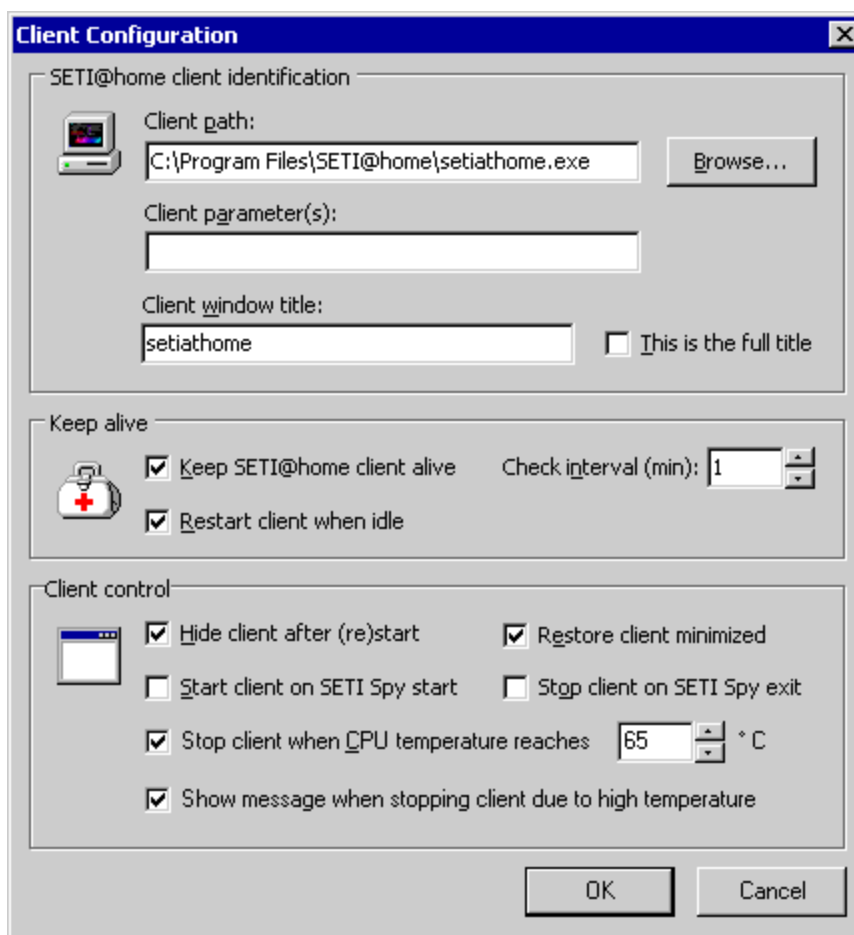 Client Configuration
SETI@home client identification
Client path:
C:\Program Files\SETI@home\setiathome.exe
Browse...
Client parameter(s):
Client window title:
setiathome
This is the full title
Keep alive
Keep SETI@home client alive
Check interval (min): 1
Restart client when idle
Client control
Hide client after (re)start
Restore client minimized
Start client on SETI Spy start
Stop client on SETI Spy exit
Stop client when CPU temperature reaches 65 ° C
Show message when stopping client due to high temperature
OK
Cancel